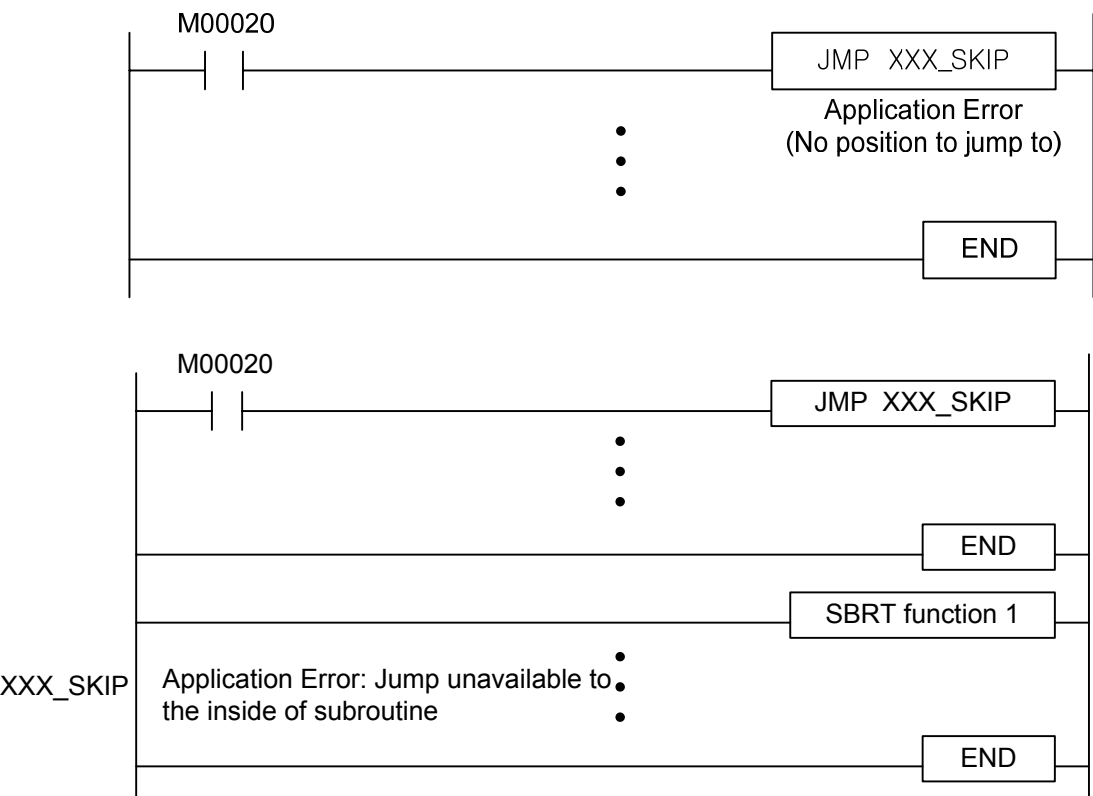 M00020
JMP XXX_SKIP
Application Error
(No position to jump to)
END
M00020
JMP XXX_SKIP
END
SBRT function 1
XXX_SKIP
Application Error: Jump unavailable to
the inside of subroutine
END